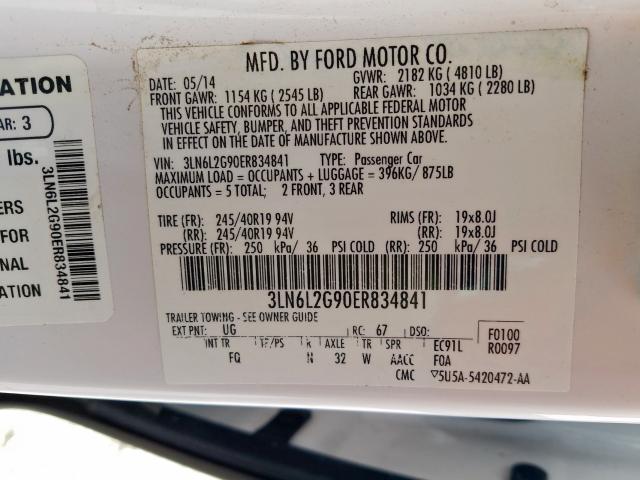 ATION
AR: 3
lbs.
ERS
FOR
NAL
ATION
3LN6L2G90ER834841
MFD. BY FORD MOTOR CO.
DATE: 05/14 GVWR: 2182 KG ( 4810 LB)
FRONT GAWR: 1154 KG ( 2545 LB) REAR GAWR: 1034 KG ( 2280 LB)
THIS VEHICLE CONFORMS TO ALL APPLICABLE FEDERAL MOTOR
VEHICLE SAFETY, BUMPER, AND THEFT PREVENTION STANDARDS
IN EFFECT ON THE DATE OF MANUFACTURE SHOWN ABOVE.
VIN: 3LN6L2G90ER834841 TYPE: Passenger Car
MAXIMUM LOAD = OCCUPANTS + LUGGAGE = 396KG/ 875LB
OCCUPANTS = 5 TOTAL; 2 FRONT, 3 REAR
TIRE (FR): 245/40R19 94V RIMS (FR): 19x8.0J
(RR): 245/40R19 94V (RR): 19x8.0J
PRESSURE (FR): 250 kPa/ 36 PSI COLD (RR): 250 kPa/ 36 PSI COLD
3LN6L2G90ER834841
TRAILER TOWING - SEE OWNER GUIDE
EXT PNT: UG RC: 67 DSO: F0100
R0097
INT TR TP/PS R AXLE TR SPR EC91L
FQ N 32 W AACC FOA
CMC ▽5U5A-5420472-AA